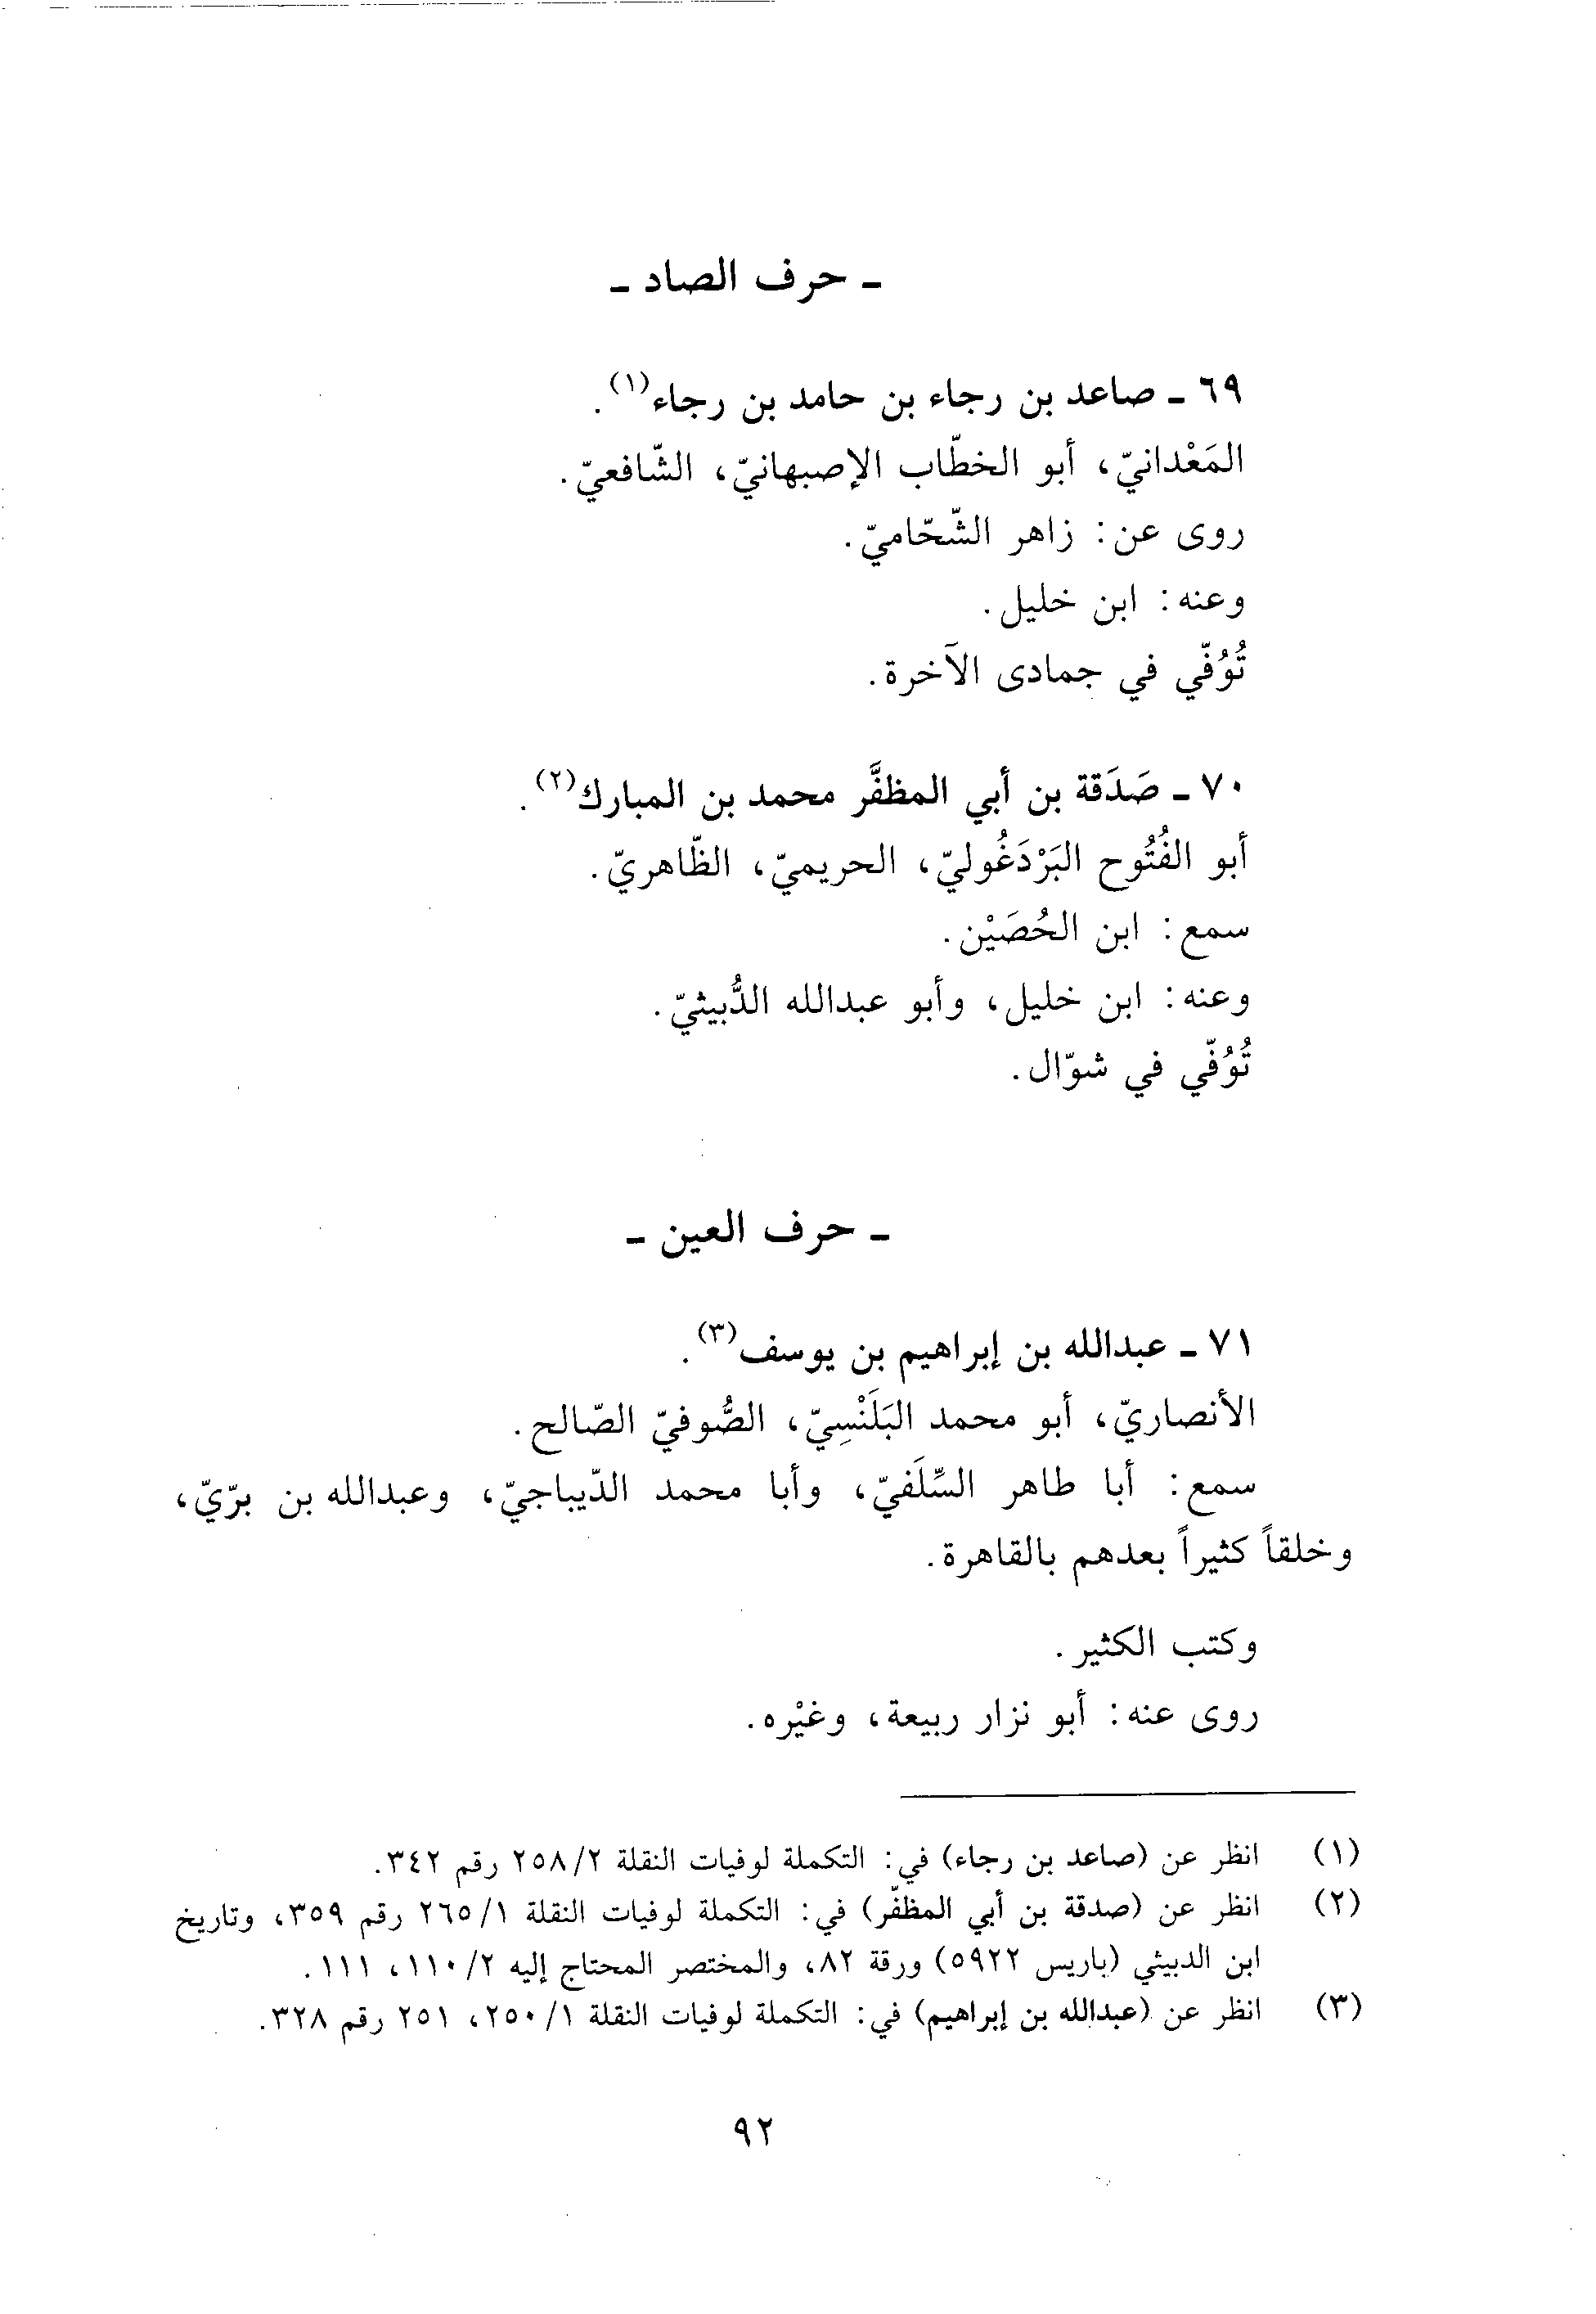 ـ حرف الصاد ـ
٦٩ ـ صاعد بن رجاء بن حامد بن رجاء(١).
المَعْدانيّ، أبو الخطّاب الإصبهانيّ، الشّافعيّ.
روى عن: زاهر الشّحّاميّ.
وعنه: ابن خليل.
تُوُفّي في جمادى الآخرة.
٧٠ ـ صَدَقة بن أبي المظفَّر محمد بن المبارك(٢).
أبو الفُتُوح البَرْدَغُوليّ، الحريميّ، الظّاهريّ.
سمع: ابن الحُصَيْن.
وعنه: ابن خليل، وأبو عبدالله الدُّبيثيّ.
تُوُفّي في شوّال.
ـ حرف العين ـ
٧١ ـ عبدالله بن إبراهيم بن يوسف(٣).
الأنصاريّ، أبو محمد البَلَنْسِيّ، الصُّوفيّ الصّالح.
سمع: أبا طاهر السِّلَفيّ، وأبا محمد الدّيباجيّ، وعبدالله بن برّيّ،
وخلقاً كثيراً بعدهم بالقاهرة.
وكتب الكثير.
روى عنه: أبو نزار ربيعة، وغيْره.
(١) انظر عن (صاعد بن رجاء) في: التكملة لوفيات النقلة ٢/ ٢٥٨ رقم ٣٤٢.
(٢) انظر عن (صدقة بن أبي المظفّر) في: التكملة لوفيات النقلة ١/ ٢٦٥ رقم ٣٥٩، وتاريخ
ابن الدبيثي (باريس ٥٩٢٢) ورقة ٨٢، والمختصر المحتاج إليه ٢/ ١١٠، ١١١.
(٣) انظر عن (عبدالله بن إبراهيم) في: التكملة لوفيات النقلة ١/ ٢٥٠، ٢٥١ رقم ٣٢٨.
٩٢